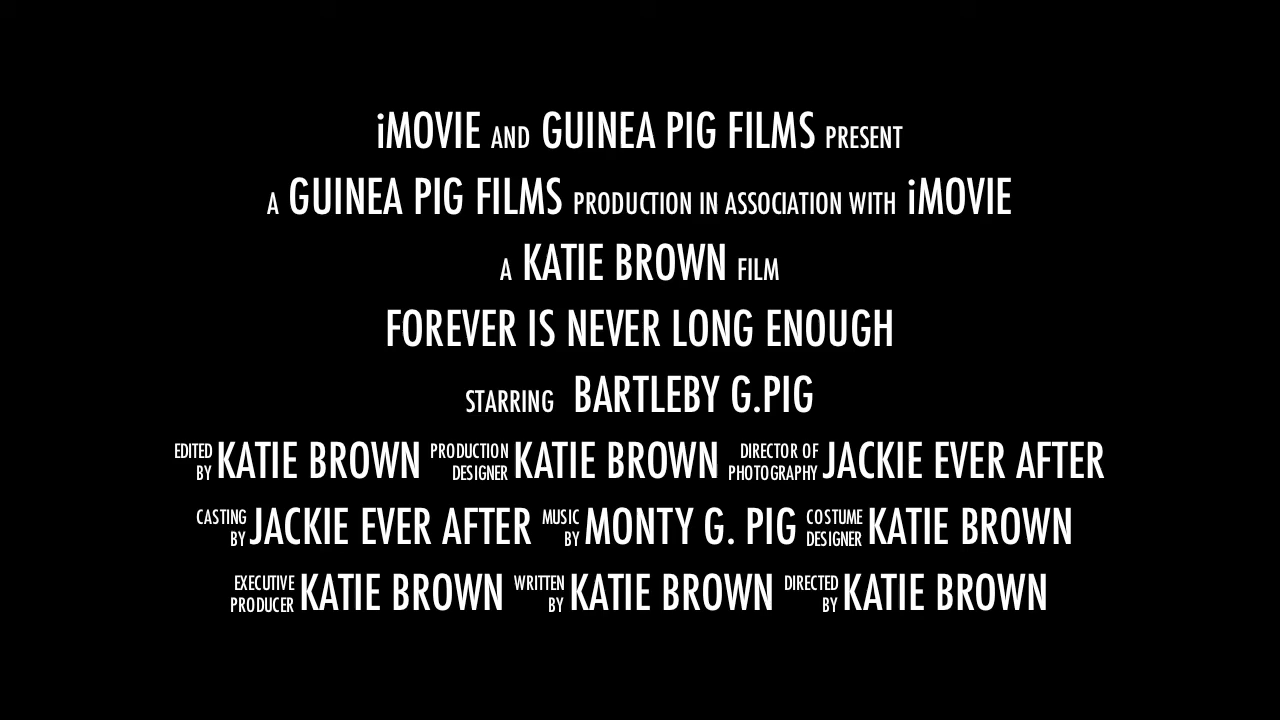 iMOVIE AND GUINEA PIG FILMS PRESENT
A GUINEA PIG FILMS PRODUCTION IN ASSOCIATION WITH iMOVIE
A KATIE BROWN FILM
FOREVER IS NEVER LONG ENOUGH
STARRING BARTLEBY G.PIG
EDITED BY KATIE BROWN PRODUCTION DESIGNER KATIE BROWN DIRECTOR OF PHOTOGRAPHY JACKIE EVER AFTER
CASTING BY JACKIE EVER AFTER MUSIC BY MONTY G. PIG COSTUME DESIGNER KATIE BROWN
EXECUTIVE PRODUCER KATIE BROWN WRITTEN BY KATIE BROWN DIRECTED BY KATIE BROWN